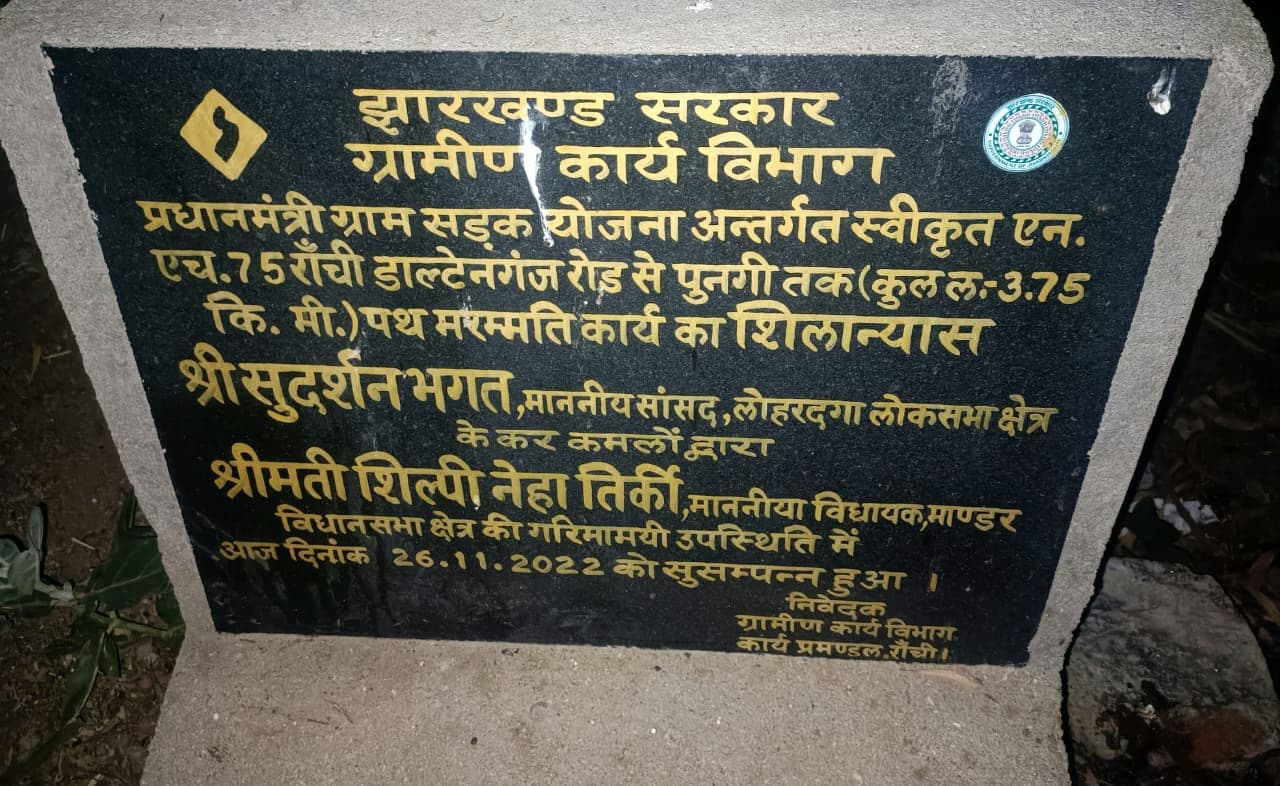 झारखण्ड सरकार
ग्रामीण कार्य विभाग
प्रधानमंत्री ग्राम सड़क योजना अन्तर्गत स्वीकृत एन.
एच.75 राँची डाल्टेनगंज रोड़ से पुनगी तक (कुल ल.-3.75
कि. मी.) पथ मरम्मति कार्य का शिलान्यास
श्री सुदर्शन भगत, माननीय सांसद, लोहरदगा लोकसभा क्षेत्र
के कर कमलों द्वारा
श्रीमती शिल्पी नेहा तिर्की, माननीया विधायक, माण्डर
विधानसभा क्षेत्र की गरिमामयी उपस्थिति में
आज दिनांक 26.11.2022 को सुसम्पन्न हुआ ।
निवेदक
ग्रामीण कार्य विभाग
कार्य प्रमण्डल, राँची।